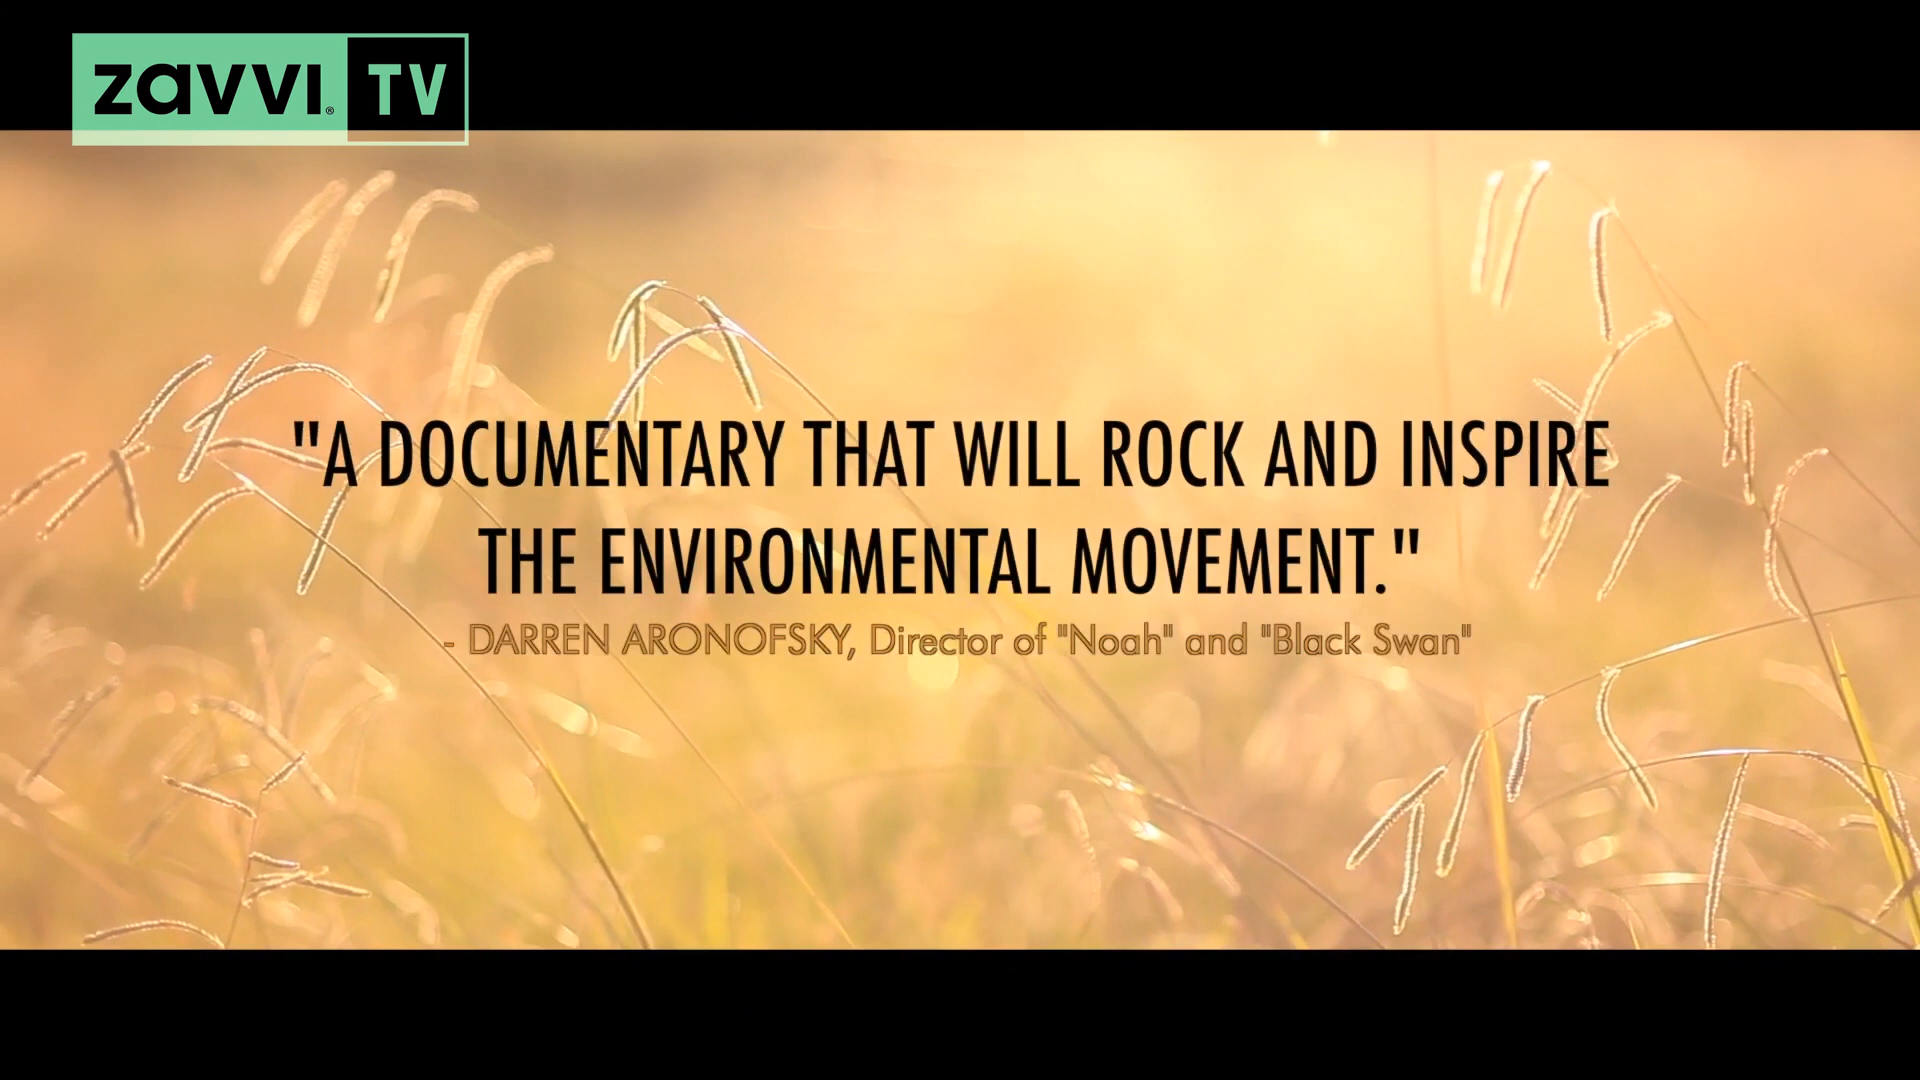 zavvi® TV
"A DOCUMENTARY THAT WILL ROCK AND INSPIRE
THE ENVIRONMENTAL MOVEMENT."
- DARREN ARONOFSKY, Director of "Noah" and "Black Swan"